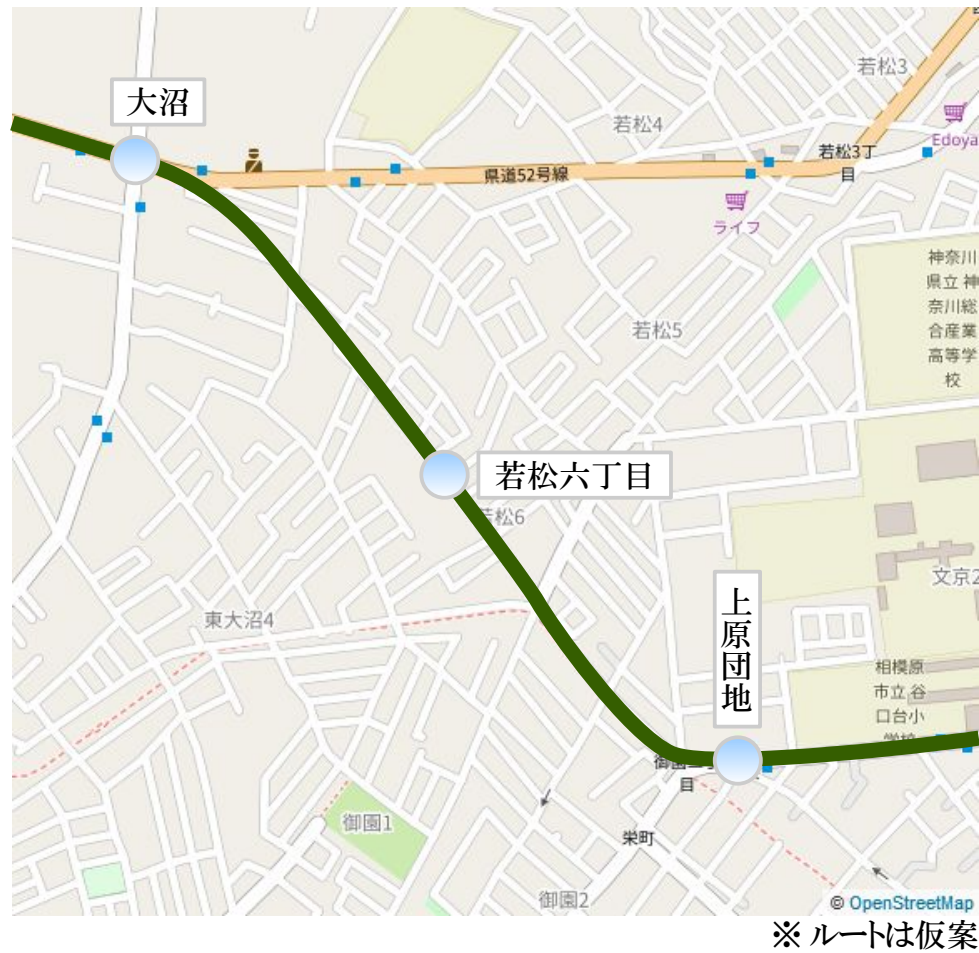 大沼
若松3
若松4
Edoya
若松3丁
目
県道52号線
ライフ
神奈川
県立 神
奈川総
合産業
高等学
校
若松5
若松六丁目
若松6
文京2
上原団地
東大沼4
相模原
市立 谷
口台小
学校
目
御園1
栄町
御園2
© OpenStreetMap
※ ルートは仮案